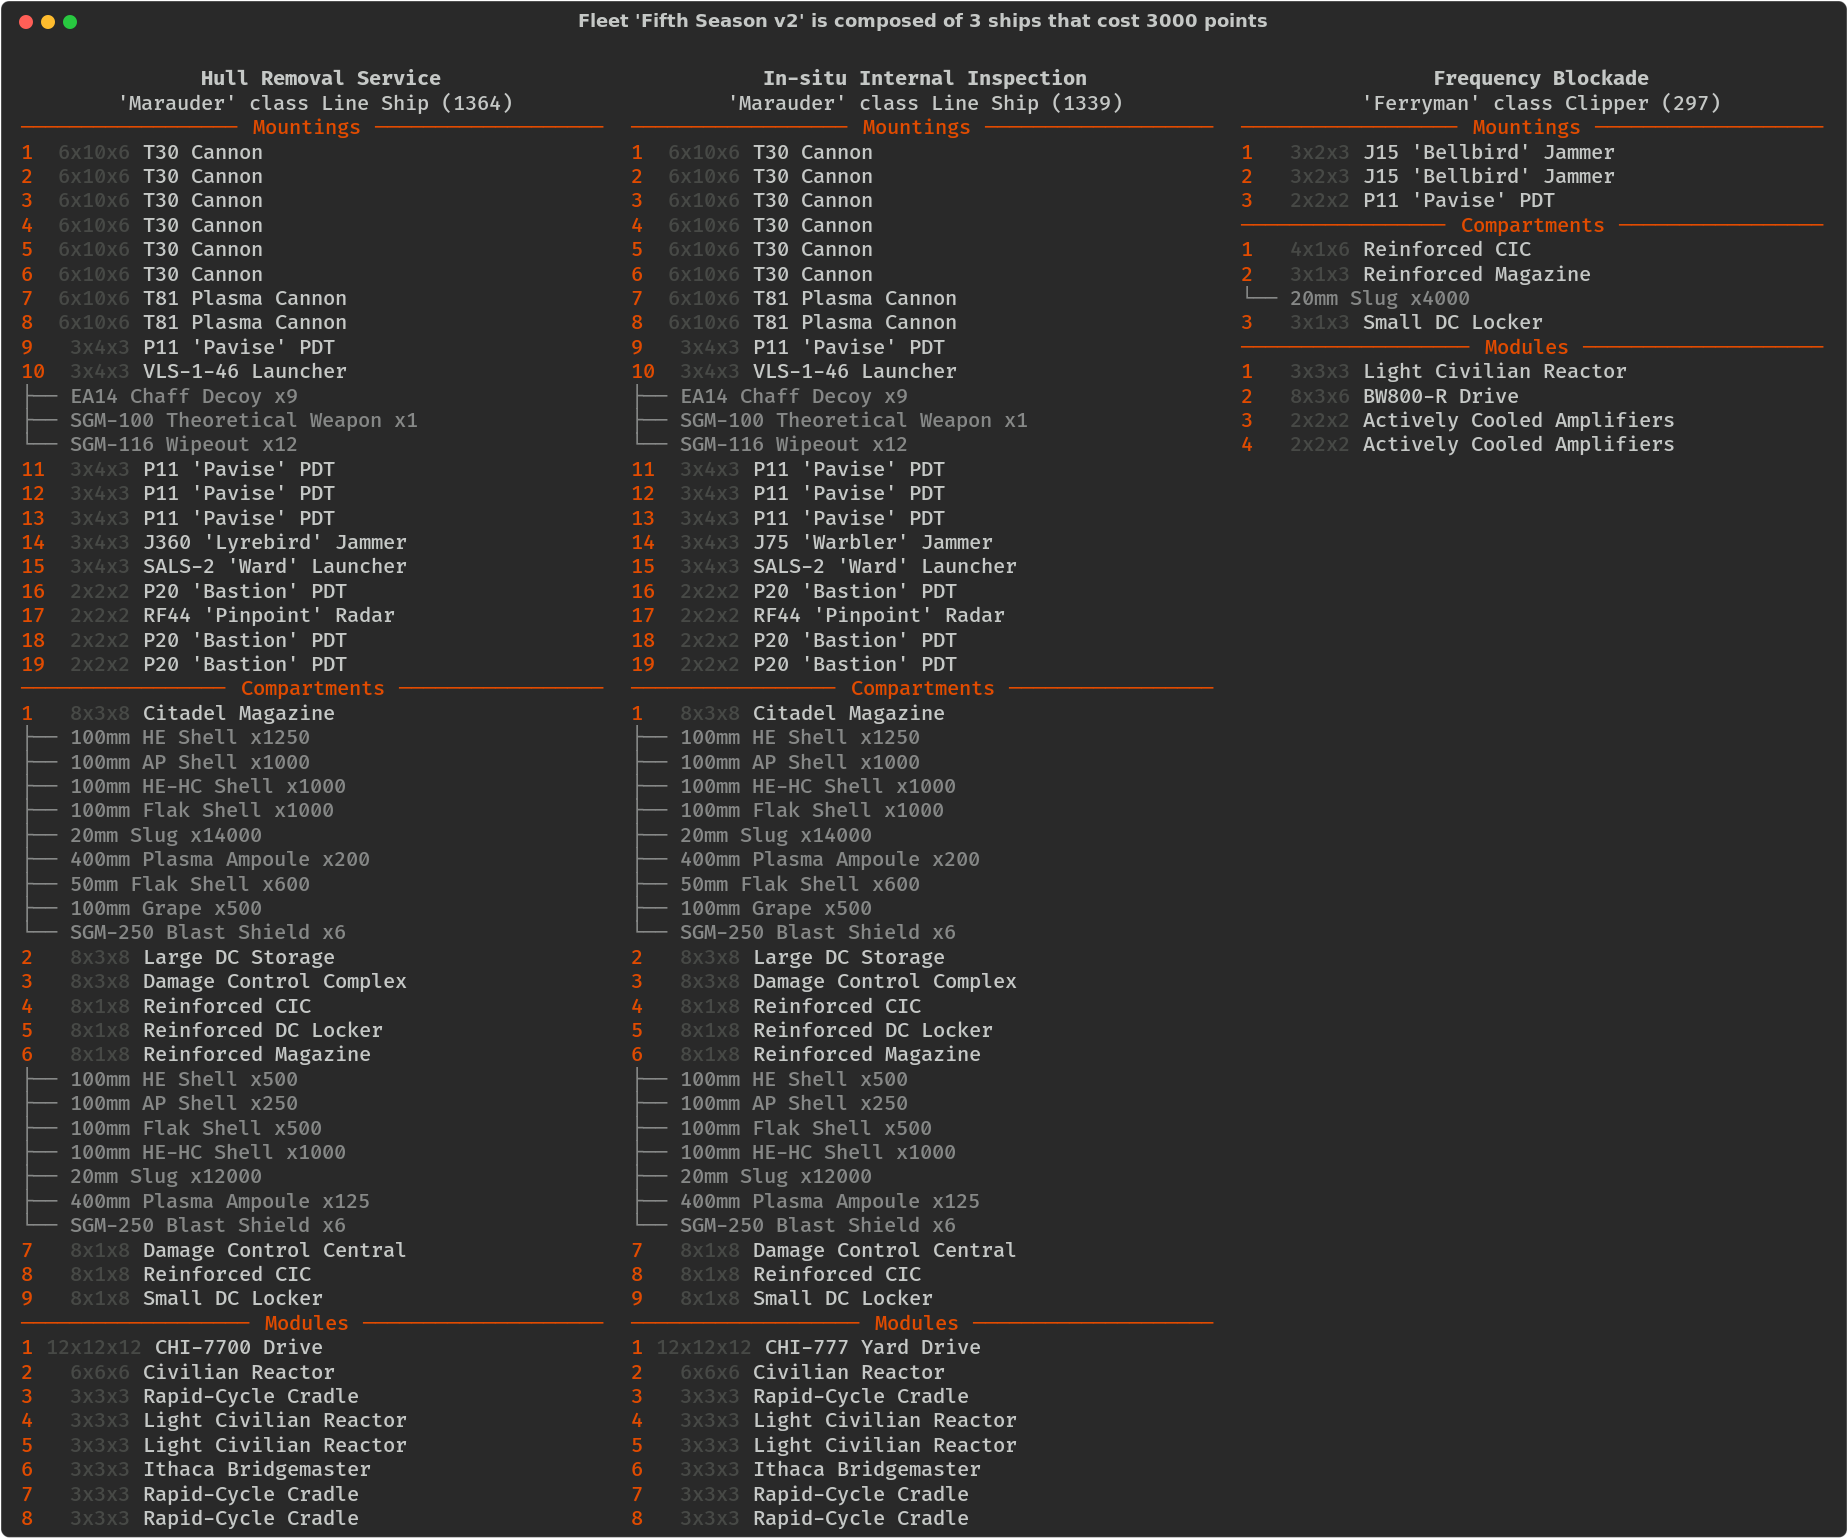 Fleet 'Fifth Season v2' is composed of 3 ships that cost 3000 points
Hull Removal Service
'Marauder' class Line Ship (1364)
Mountings
1 6x10x6 T30 Cannon
2 6x10x6 T30 Cannon
3 6x10x6 T30 Cannon
4 6x10x6 T30 Cannon
5 6x10x6 T30 Cannon
6 6x10x6 T30 Cannon
7 6x10x6 T81 Plasma Cannon
8 6x10x6 T81 Plasma Cannon
9 3x4x3 P11 'Pavise' PDT
10 3x4x3 VLS-1-46 Launcher
EA14 Chaff Decoy x9
SGM-100 Theoretical Weapon x1
SGM-116 Wipeout x12
11 3x4x3 P11 'Pavise' PDT
12 3x4x3 P11 'Pavise' PDT
13 3x4x3 P11 'Pavise' PDT
14 3x4x3 J360 'Lyrebird' Jammer
15 3x4x3 SALS-2 'Ward' Launcher
16 2x2x2 P20 'Bastion' PDT
17 2x2x2 RF44 'Pinpoint' Radar
18 2x2x2 P20 'Bastion' PDT
19 2x2x2 P20 'Bastion' PDT
Compartments
1 8x3x8 Citadel Magazine
100mm HE Shell x1250
100mm AP Shell x1000
100mm HE-HC Shell x1000
100mm Flak Shell x1000
20mm Slug x14000
400mm Plasma Ampoule x200
50mm Flak Shell x600
100mm Grape x500
SGM-250 Blast Shield x6
2 8x3x8 Large DC Storage
3 8x3x8 Damage Control Complex
4 8x1x8 Reinforced CIC
5 8x1x8 Reinforced DC Locker
6 8x1x8 Reinforced Magazine
100mm HE Shell x500
100mm AP Shell x250
100mm Flak Shell x500
100mm HE-HC Shell x1000
20mm Slug x12000
400mm Plasma Ampoule x125
SGM-250 Blast Shield x6
7 8x1x8 Damage Control Central
8 8x1x8 Reinforced CIC
9 8x1x8 Small DC Locker
Modules
1 12x12x12 CHI-7700 Drive
2 6x6x6 Civilian Reactor
3 3x3x3 Rapid-Cycle Cradle
4 3x3x3 Light Civilian Reactor
5 3x3x3 Light Civilian Reactor
6 3x3x3 Ithaca Bridgemaster
7 3x3x3 Rapid-Cycle Cradle
8 3x3x3 Rapid-Cycle Cradle
In-situ Internal Inspection
'Marauder' class Line Ship (1339)
Mountings
1 6x10x6 T30 Cannon
2 6x10x6 T30 Cannon
3 6x10x6 T30 Cannon
4 6x10x6 T30 Cannon
5 6x10x6 T30 Cannon
6 6x10x6 T30 Cannon
7 6x10x6 T81 Plasma Cannon
8 6x10x6 T81 Plasma Cannon
9 3x4x3 P11 'Pavise' PDT
10 3x4x3 VLS-1-46 Launcher
EA14 Chaff Decoy x9
SGM-100 Theoretical Weapon x1
SGM-116 Wipeout x12
11 3x4x3 P11 'Pavise' PDT
12 3x4x3 P11 'Pavise' PDT
13 3x4x3 P11 'Pavise' PDT
14 3x4x3 J75 'Warbler' Jammer
15 3x4x3 SALS-2 'Ward' Launcher
16 2x2x2 P20 'Bastion' PDT
17 2x2x2 RF44 'Pinpoint' Radar
18 2x2x2 P20 'Bastion' PDT
19 2x2x2 P20 'Bastion' PDT
Compartments
1 8x3x8 Citadel Magazine
100mm HE Shell x1250
100mm AP Shell x1000
100mm HE-HC Shell x1000
100mm Flak Shell x1000
20mm Slug x14000
400mm Plasma Ampoule x200
50mm Flak Shell x600
100mm Grape x500
SGM-250 Blast Shield x6
2 8x3x8 Large DC Storage
3 8x3x8 Damage Control Complex
4 8x1x8 Reinforced CIC
5 8x1x8 Reinforced DC Locker
6 8x1x8 Reinforced Magazine
100mm HE Shell x500
100mm AP Shell x250
100mm Flak Shell x500
100mm HE-HC Shell x1000
20mm Slug x12000
400mm Plasma Ampoule x125
SGM-250 Blast Shield x6
7 8x1x8 Damage Control Central
8 8x1x8 Reinforced CIC
9 8x1x8 Small DC Locker
Modules
1 12x12x12 CHI-777 Yard Drive
2 6x6x6 Civilian Reactor
3 3x3x3 Rapid-Cycle Cradle
4 3x3x3 Light Civilian Reactor
5 3x3x3 Light Civilian Reactor
6 3x3x3 Ithaca Bridgemaster
7 3x3x3 Rapid-Cycle Cradle
8 3x3x3 Rapid-Cycle Cradle
Frequency Blockade
'Ferryman' class Clipper (297)
Mountings
1 3x2x3 J15 'Bellbird' Jammer
2 3x2x3 J15 'Bellbird' Jammer
3 2x2x2 P11 'Pavise' PDT
Compartments
1 4x1x6 Reinforced CIC
2 3x1x3 Reinforced Magazine
20mm Slug x4000
3 3x1x3 Small DC Locker
Modules
1 3x3x3 Light Civilian Reactor
2 8x3x6 BW800-R Drive
3 2x2x2 Actively Cooled Amplifiers
4 2x2x2 Actively Cooled Amplifiers